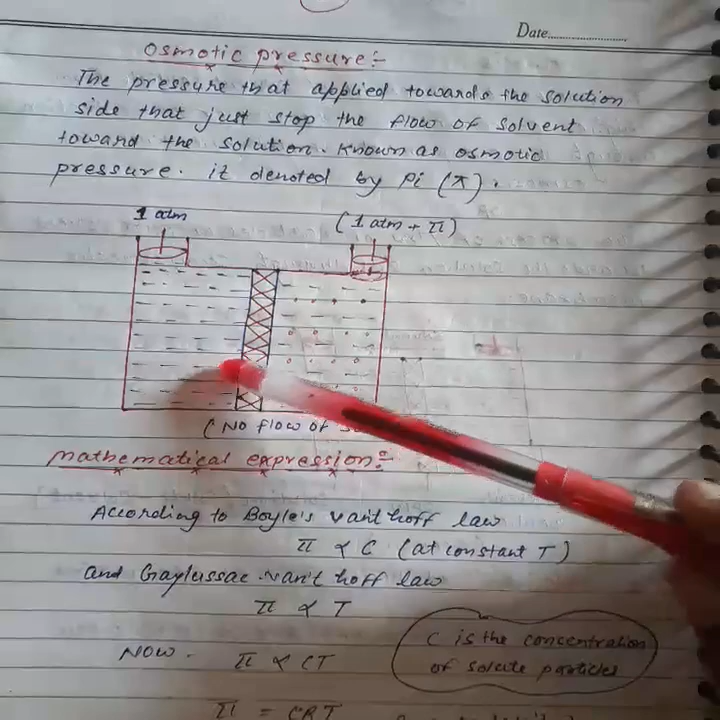 Date
Osmotic pressure:-
The pressure that applied towards the solution
side that just stop the flow of solvent
toward the solution. Known as osmotic
pressure. it denoted by Pi (π).
1 atm
(1 atm + π)
(No flow of
mathematical expression:-
According to Boyle's van't hoff law
π ∝ C (at constant T)
and Gaylussac van't hoff law
π ∝ T
C is the concentration
of solute particles
NOW - π ∝ CT
π = CRT